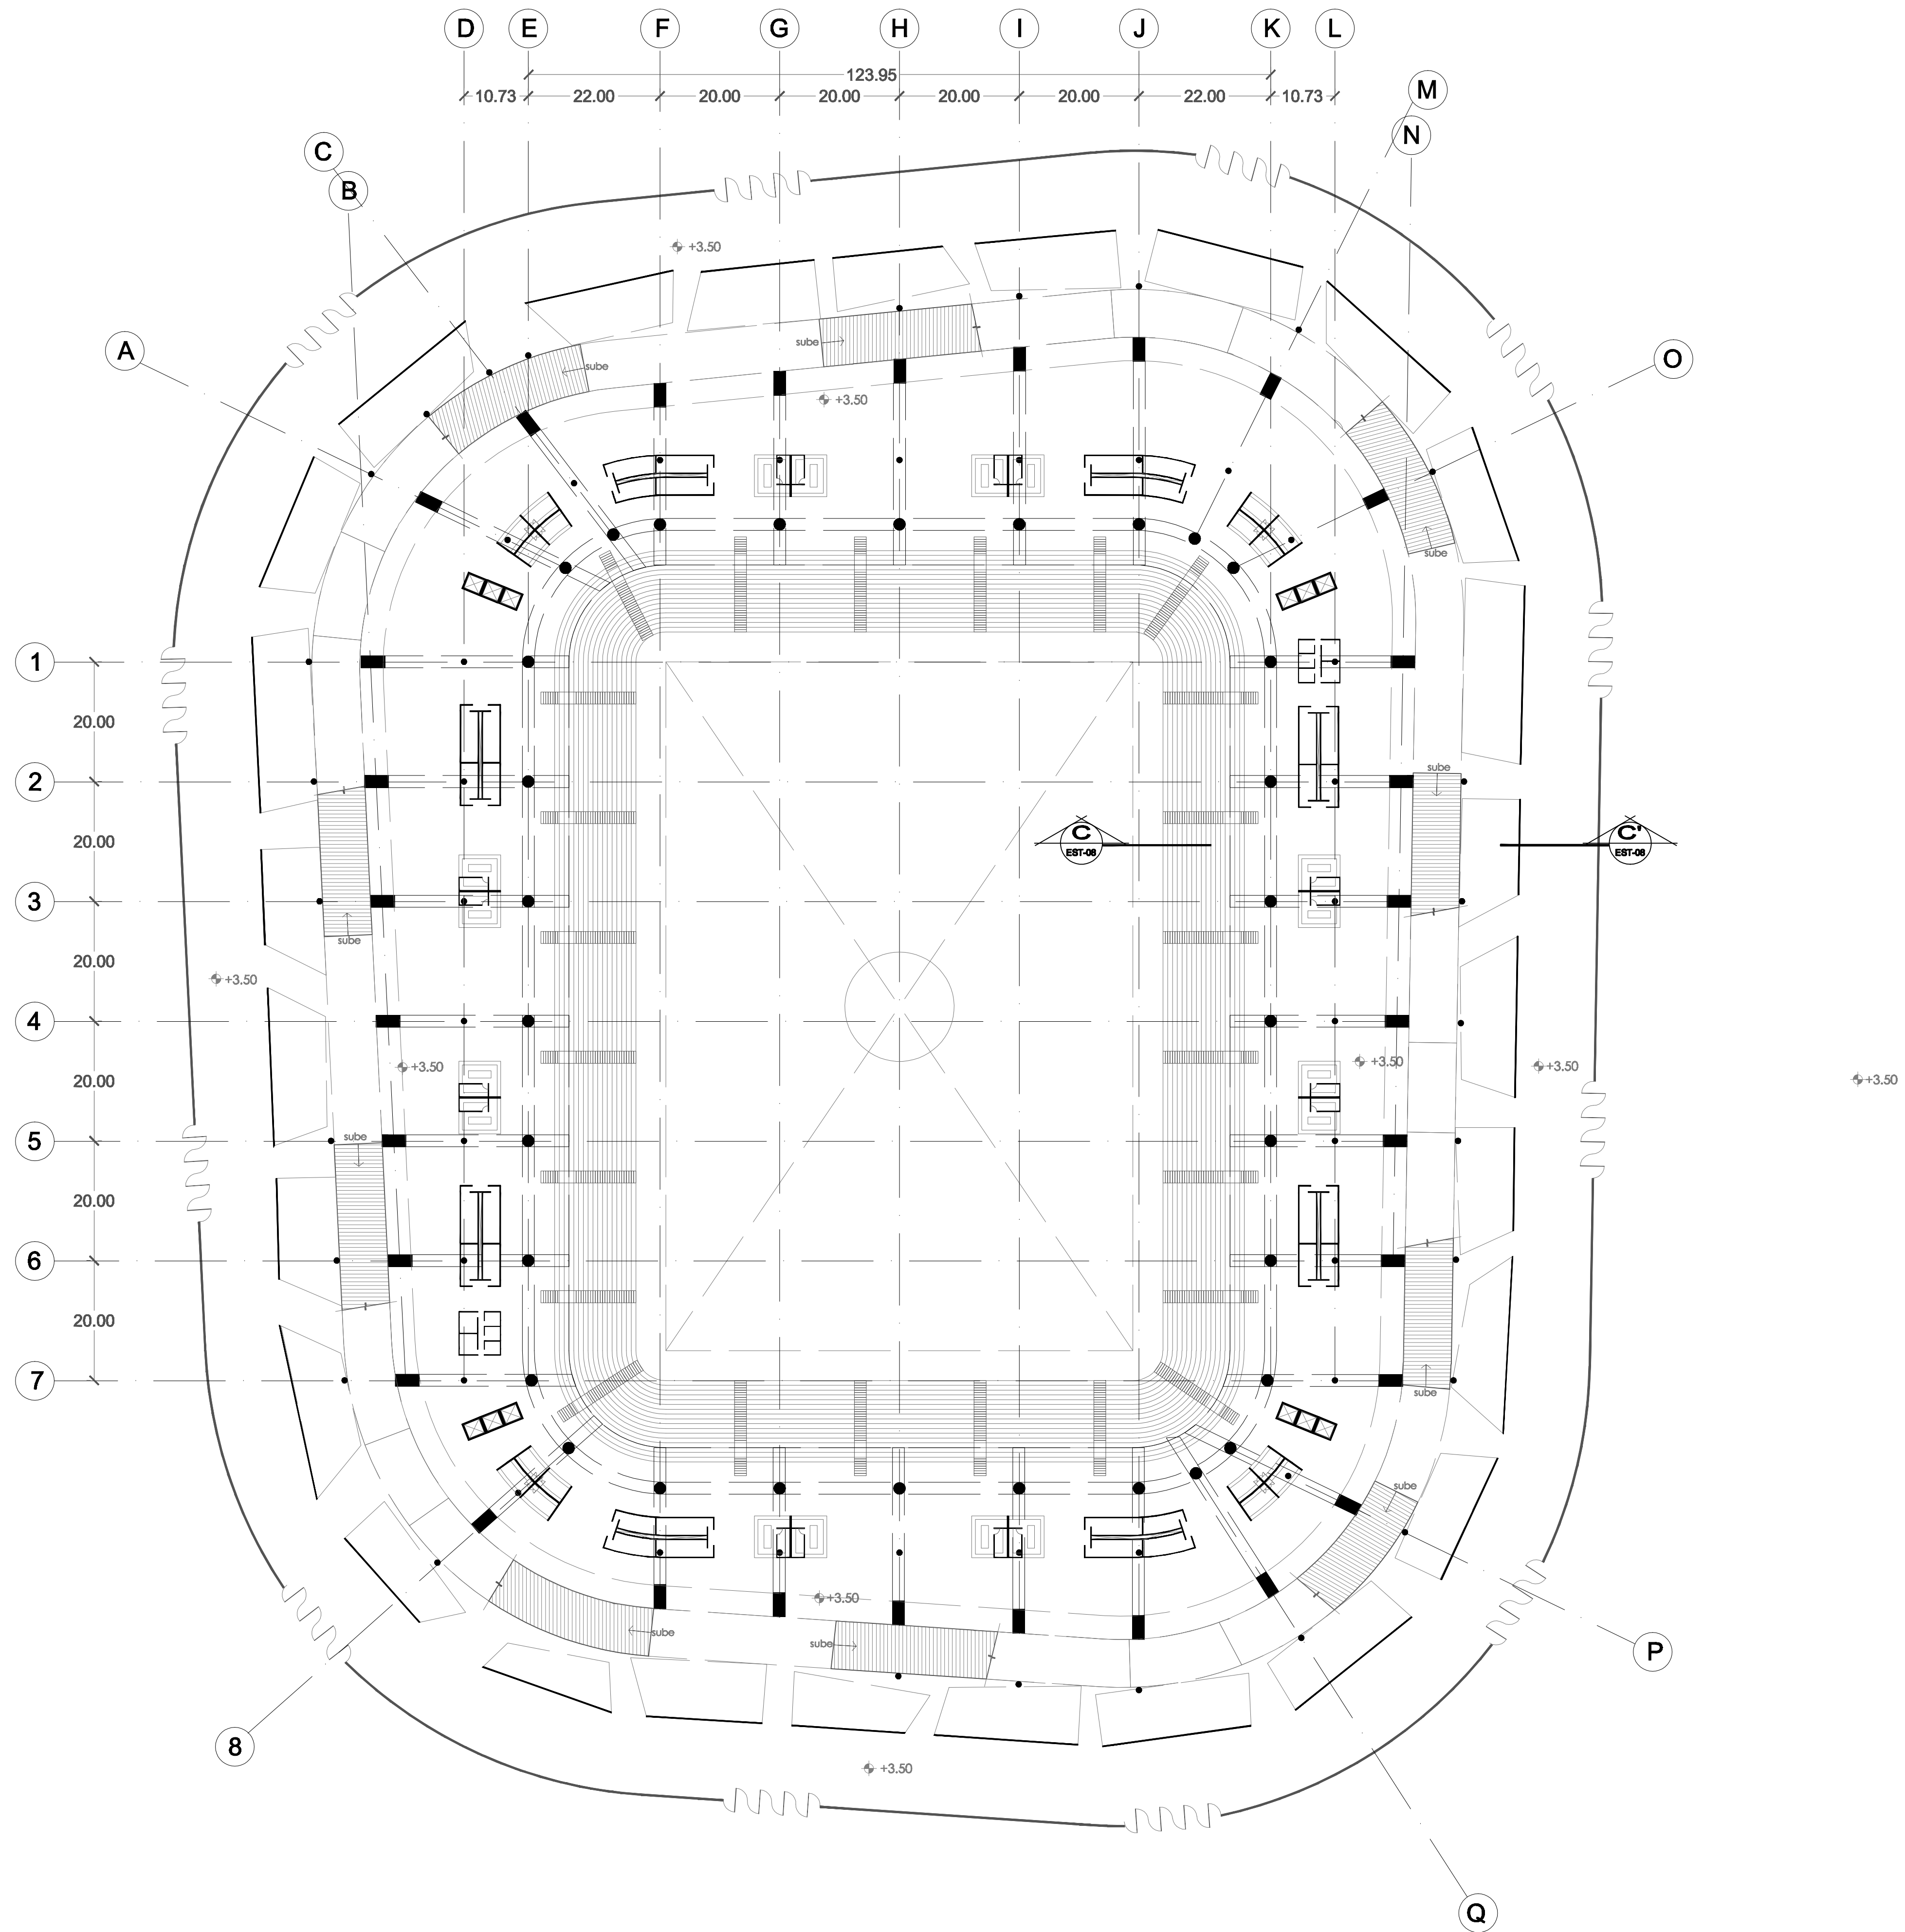 D E F G H I J K L
123.95
10.73 22.00 20.00 20.00 20.00 20.00 22.00 10.73
M
N
C
B
+3.50
A
sube
O
sube
+3.50
sube
1
20.00
2
sube
20.00
C
EST-08
C'
EST-08
3
sube
20.00
+3.50
4
20.00
+3.50
+3.50
+3.50
+3.50
5
sube
20.00
6
20.00
7
sube
sube
+3.50
sube
sube
P
8
+3.50
Q